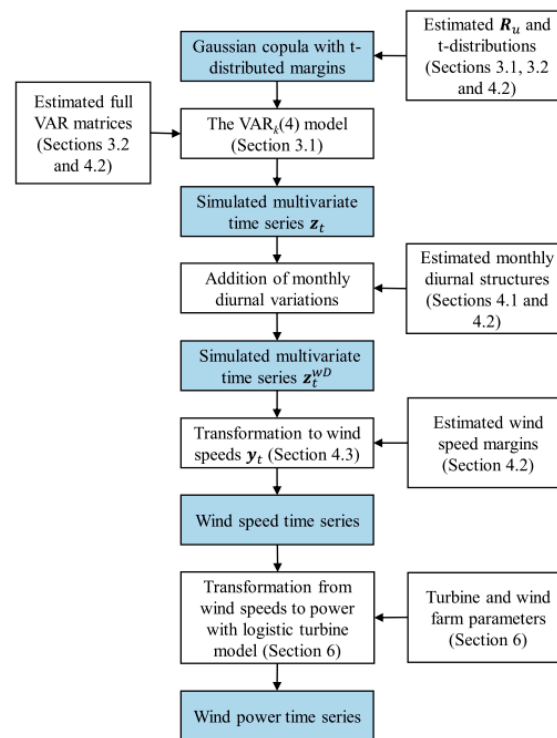 Gaussian copula with t-
distributed margins
Estimated R_u and
t-distributions
(Sections 3.1, 3.2
and 4.2)
Estimated full
VAR matrices
(Sections 3.2
and 4.2)
The VAR_k(4) model
(Section 3.1)
Simulated multivariate
time series z_t
Addition of monthly
diurnal variations
Estimated monthly
diurnal structures
(Sections 4.1 and
4.2)
Simulated multivariate
time series z_t^{wD}
Transformation to wind
speeds y_t (Section 4.3)
Estimated wind
speed margins
(Section 4.2)
Wind speed time series
Transformation from
wind speeds to power
with logistic turbine
model (Section 6)
Turbine and wind
farm parameters
(Section 6)
Wind power time series